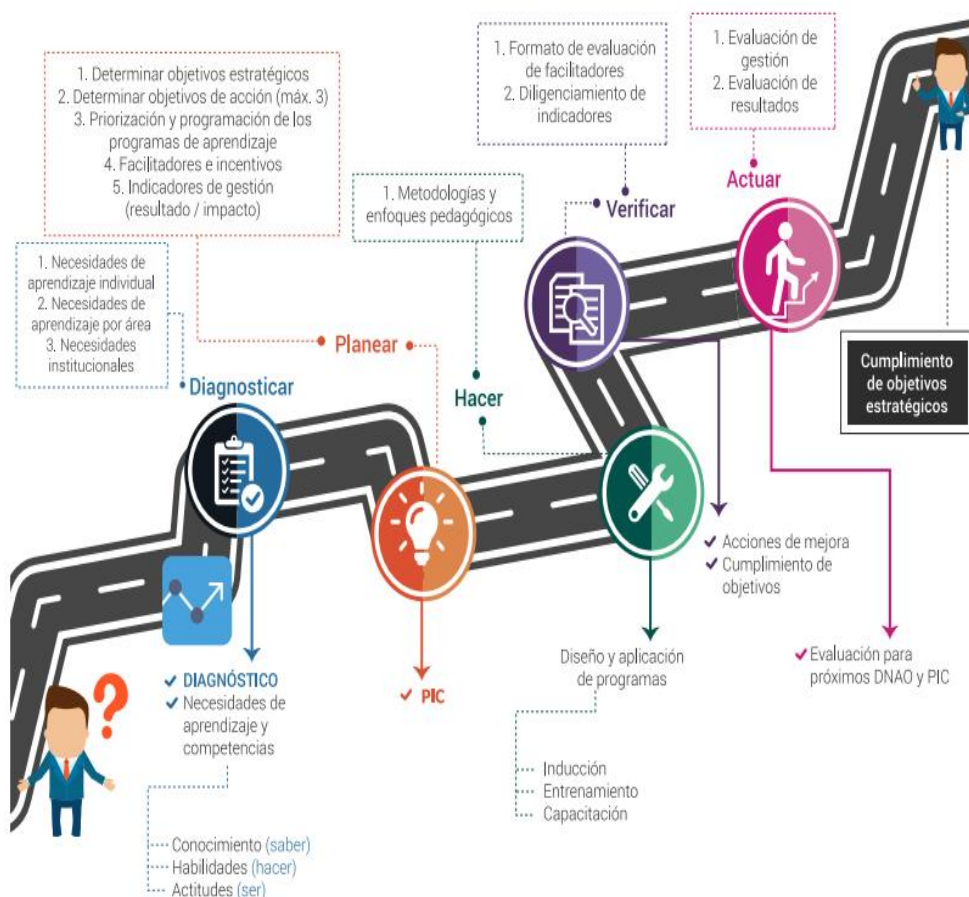 1. Determinar objetivos estratégicos
2. Determinar objetivos de acción (máx. 3)
3. Priorización y programación de los
programas de aprendizaje
4. Facilitadores e incentivos
5. Indicadores de gestión
(resultado / impacto)
1. Formato de evaluación
de facilitadores
2. Diligenciamiento de
indicadores
1. Evaluación de
gestión
2. Evaluación de
resultados
1. Metodologías y
enfoques pedagógicos
Actuar
Verificar
1. Necesidades de
aprendizaje individual
2. Necesidades de
aprendizaje por área
3. Necesidades
institucionales
Planear
Diagnosticar
Hacer
Cumplimiento
de objetivos
estratégicos
Acciones de mejora
Cumplimiento de
objetivos
Diseño y aplicación
de programas
Evaluación para
próximos DNAO y PIC
DIAGNÓSTICO
Necesidades de
aprendizaje y
competencias
PIC
?
Inducción
Entrenamiento
Capacitación
Conocimiento (saber)
Habilidades (hacer)
Actitudes (ser)